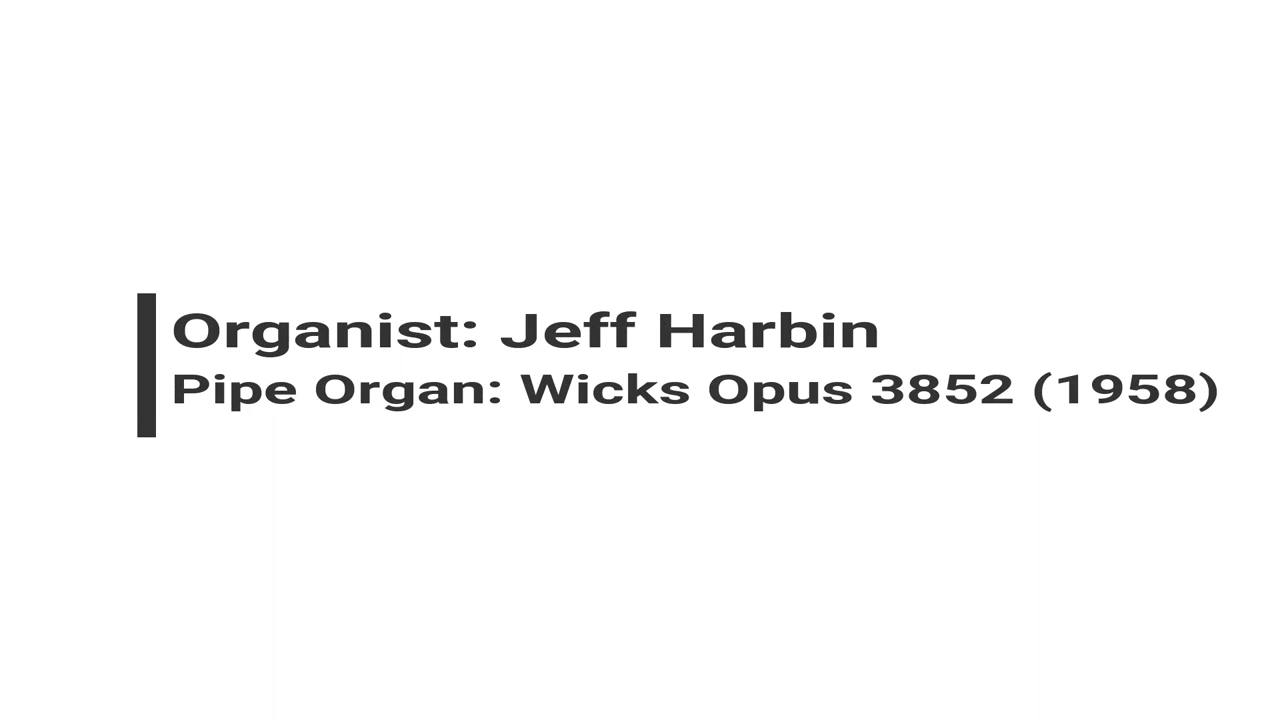 Organist: Jeff Harbin
Pipe Organ: Wicks Opus 3852 (1958)